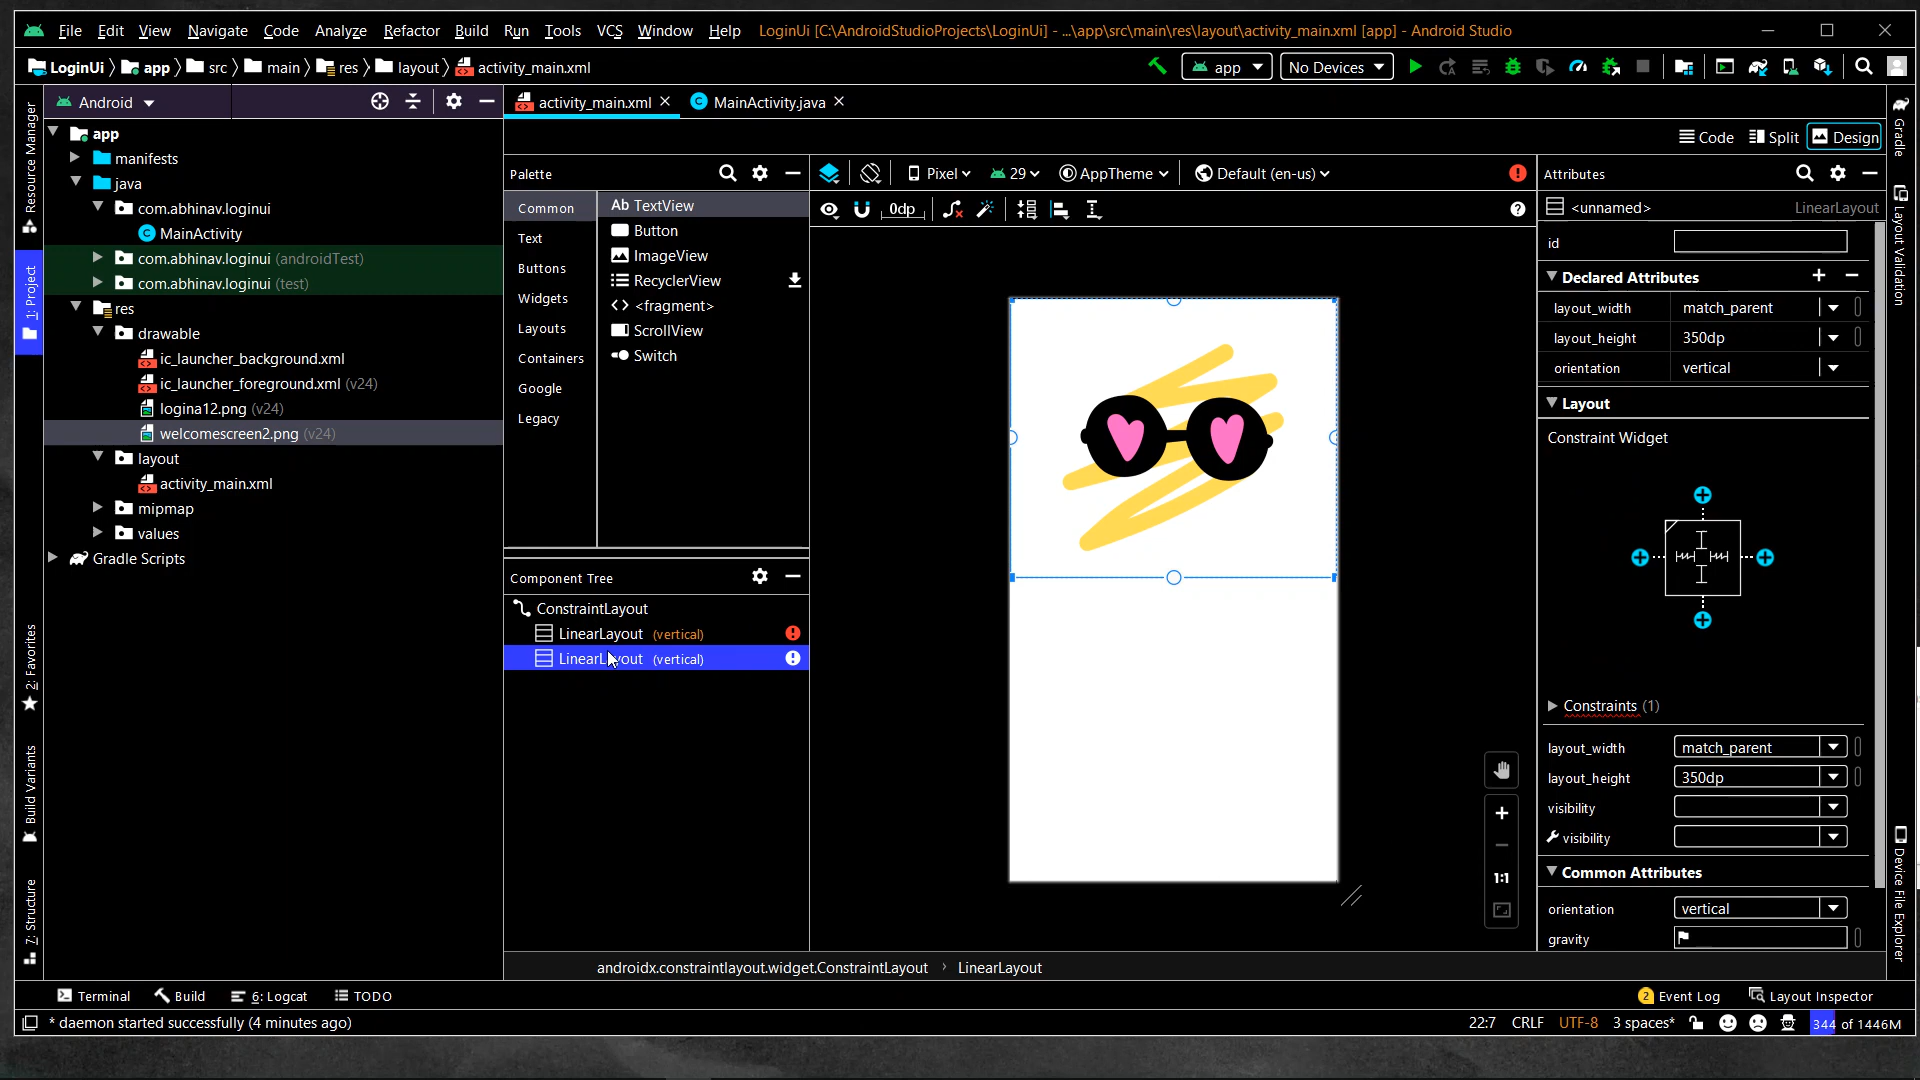 File Edit View Navigate Code Analyze Refactor Build Run Tools VCS Window Help LoginUi [C:\AndroidStudioProjects\LoginUi] - ...\app\src\main\res\layout\activity_main.xml [app] - Android Studio
LoginUi app src main res layout activity_main.xml app No Devices
Android activity_main.xml MainActivity.java
Code Split Design
Resource Manager
1: Project
2: Favorites
Build Variants
7: Structure
app
manifests
java
com.abhinav.loginui
MainActivity
com.abhinav.loginui (androidTest)
com.abhinav.loginui (test)
res
drawable
ic_launcher_background.xml
ic_launcher_foreground.xml (v24)
logina12.png (v24)
welcomescreen2.png (v24)
layout
activity_main.xml
mipmap
values
Gradle Scripts
Palette
Common
Text
Buttons
Widgets
Layouts
Containers
Google
Legacy
Ab TextView
Button
ImageView
RecyclerView
<fragment>
ScrollView
Switch
Component Tree
ConstraintLayout
LinearLayout (vertical)
LinearLayout (vertical)
Pixel 29 AppTheme Default (en-us)
0dp
1:1
Attributes
<unnamed> LinearLayout
id
Declared Attributes
layout_width match_parent
layout_height 350dp
orientation vertical
Layout
Constraint Widget
Constraints (1)
layout_width match_parent
layout_height 350dp
visibility
visibility
Common Attributes
orientation vertical
gravity
Gradle
Layout Validation
Device File Explorer
androidx.constraintlayout.widget.ConstraintLayout › LinearLayout
Terminal Build 6: Logcat TODO 2 Event Log Layout Inspector
* daemon started successfully (4 minutes ago) 22:7 CRLF UTF-8 3 spaces* 344 of 1446M